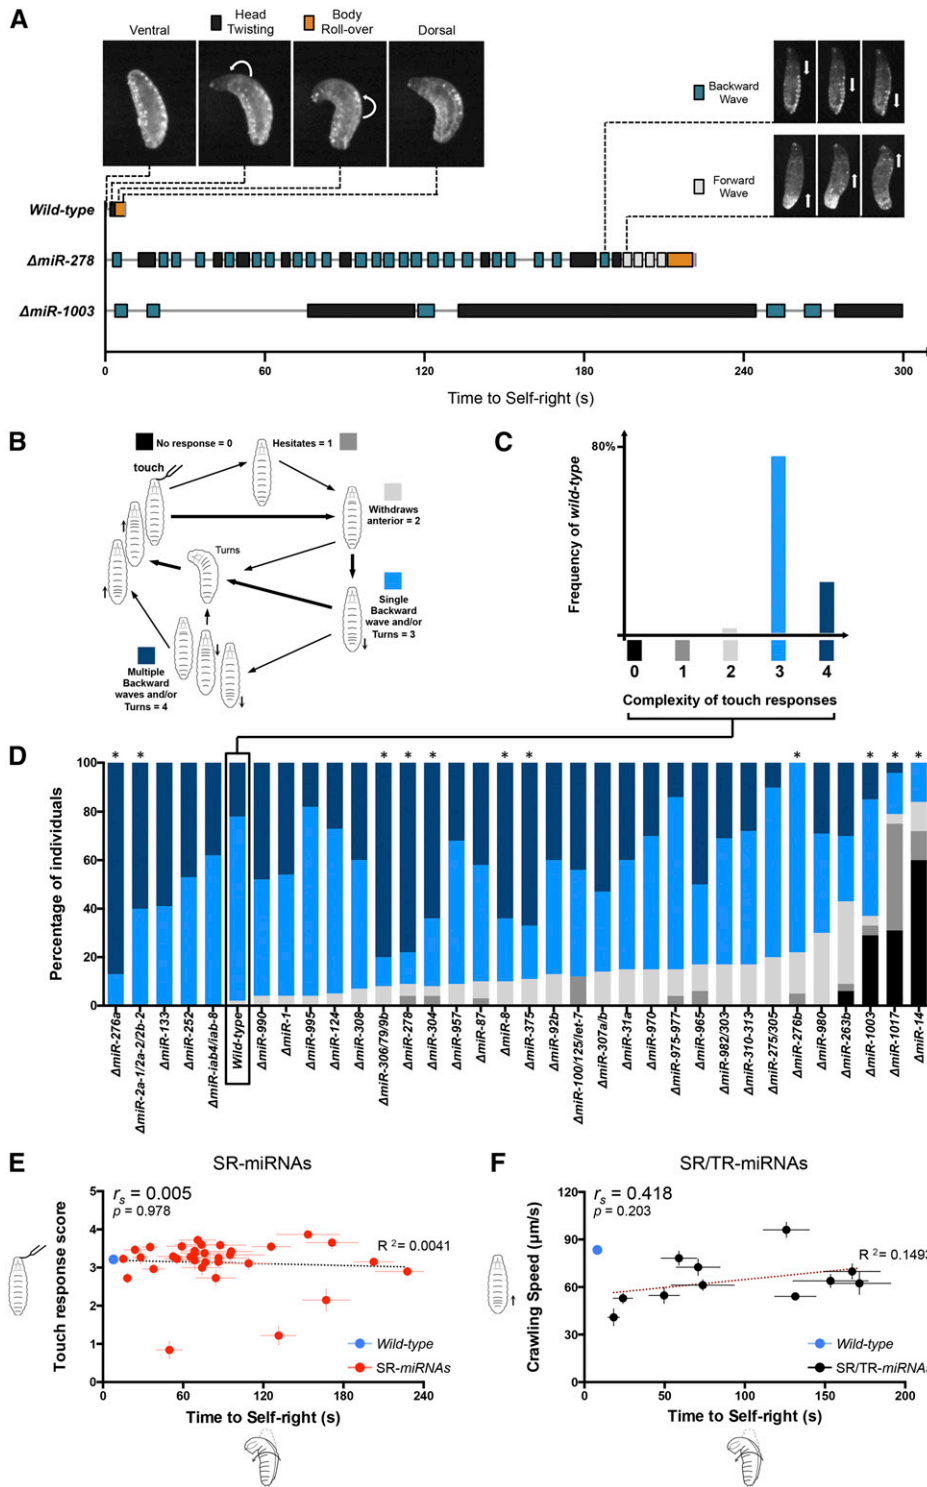 A
Ventral
Head Twisting
Body Roll-over
Dorsal
Backward Wave
Forward Wave
Wild-type
ΔmiR-278
ΔmiR-1003
0
60
120
180
240
300
Time to Self-right (s)
B
No response = 0
Hesitates = 1
touch
Withdraws anterior = 2
Turns
Single Backward wave and/or Turns = 3
Multiple Backward waves and/or Turns = 4
C
80%
Frequency of wild-type
0
1
2
3
4
Complexity of touch responses
D
* * * * * * * * * * *
Percentage of individuals
100
80
60
40
20
0
ΔmiR-276a
ΔmiR-2a-1/2a-2/2b-2
ΔmiR-133
ΔmiR-252
ΔmiR-iab4/iab-8
Wild-type
ΔmiR-990
ΔmiR-1
ΔmiR-995
ΔmiR-124
ΔmiR-308
ΔmiR-306/79/9b
ΔmiR-278
ΔmiR-304
ΔmiR-957
ΔmiR-87
ΔmiR-8
ΔmiR-375
ΔmiR-92b
ΔmiR-100/125/let-7
ΔmiR-307a/b
ΔmiR-31a
ΔmiR-970
ΔmiR-975-977
ΔmiR-965
ΔmiR-982/303
ΔmiR-310-313
ΔmiR-275/305
ΔmiR-276b
ΔmiR-980
ΔmiR-263b
ΔmiR-1003
ΔmiR-1017
ΔmiR-14
E
SR-miRNAs
Touch response score
5
4
3
2
1
0
rs = 0.005
p = 0.978
R²= 0.0041
Wild-type
SR-miRNAs
0
60
120
180
240
Time to Self-right (s)
F
SR/TR-miRNAs
Crawling Speed (μm/s)
120
90
60
30
0
rs = 0.418
p = 0.203
R²= 0.1493
Wild-type
SR/TR-miRNAs
0
50
100
150
200
Time to Self-right (s)